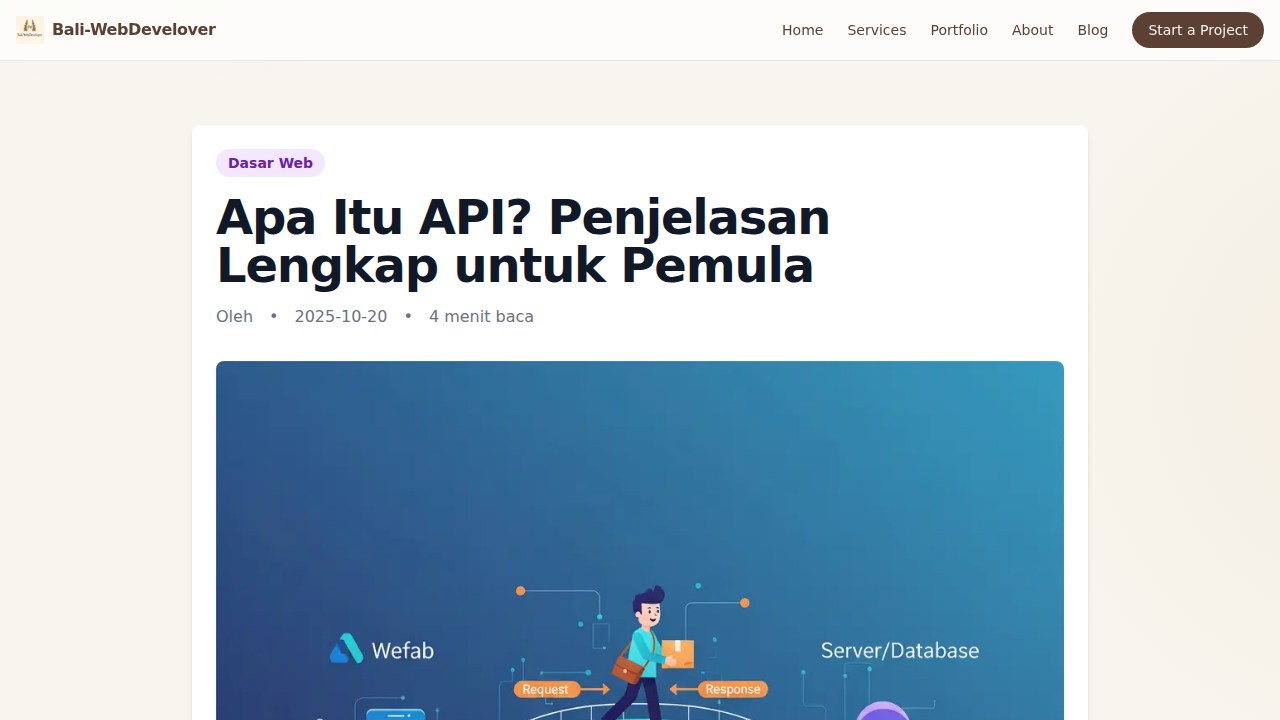 Bali-WebDevelover
Home
Services
Portfolio
About
Blog
Start a Project
Dasar Web
Apa Itu API? Penjelasan
Lengkap untuk Pemula
Oleh • 2025-10-20 • 4 menit baca
Wefab
Server/Database
Request
Response